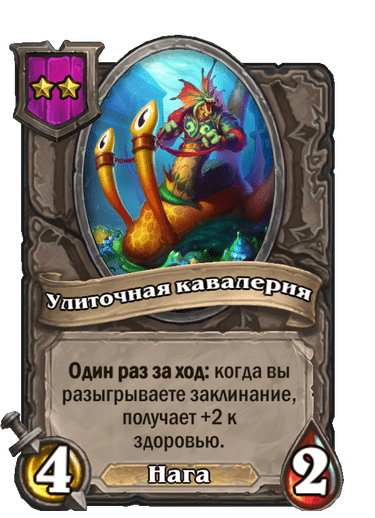 Улиточная кавалерия
Один раз за ход: когда вы
разыгрываете заклинание,
получает +2 к
здоровью.
4
Нага
2